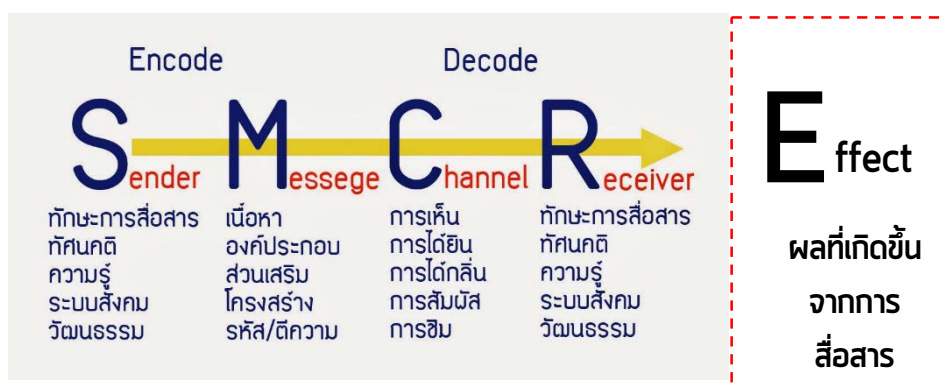 Encode
Decode
Sender Messege Channel Receiver
ทักษะการสื่อสาร
ทัศนคติ
ความรู้
ระบบสังคม
วัฒนธรรม
เนื้อหา
องค์ประกอบ
ส่วนเสริม
โครงสร้าง
รหัส/ตีความ
การเห็น
การได้ยิน
การได้กลิ่น
การสัมผัส
การชิม
ทักษะการสื่อสาร
ทัศนคติ
ความรู้
ระบบสังคม
วัฒนธรรม
Effect
ผลที่เกิดขึ้น
จากการ
สื่อสาร